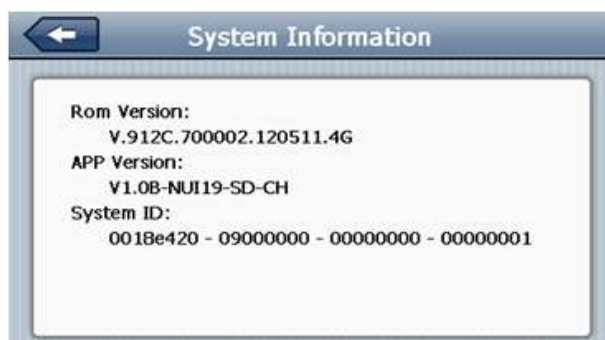 System Information
Rom Version:
V.912C.700002.120511.4G
APP Version:
V1.0B-NUI19-SD-CH
System ID:
0018e420 - 09000000 - 00000000 - 00000001